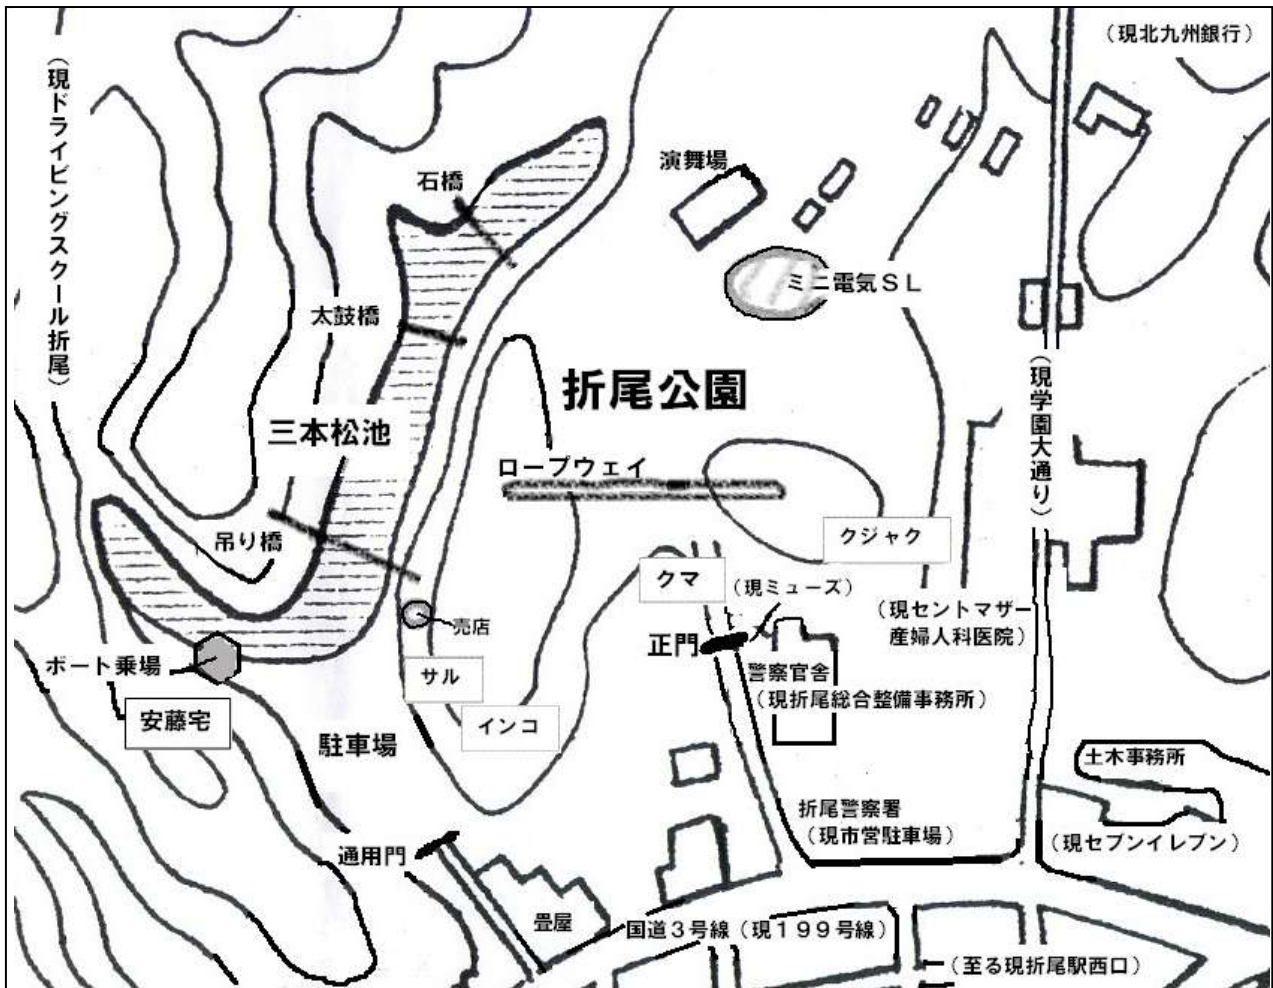 （現北九州銀行）
（現ドライビングスクール折尾）
演舞場
石橋
ミニ電気ＳＬ
太鼓橋
折尾公園
（現学園大通り）
三本松池
ロープウェイ
クジャク
吊り橋
クマ
（現ミューズ）
（現セントマザー
産婦人科医院）
売店
正門
ボート乗場
サル
警察官舎
（現折尾総合整備事務所）
安藤宅
インコ
駐車場
土木事務所
折尾警察署
（現市営駐車場）
（現セブンイレブン）
通用門
畳屋
国道３号線（現１９９号線）
（至る現折尾駅西口）